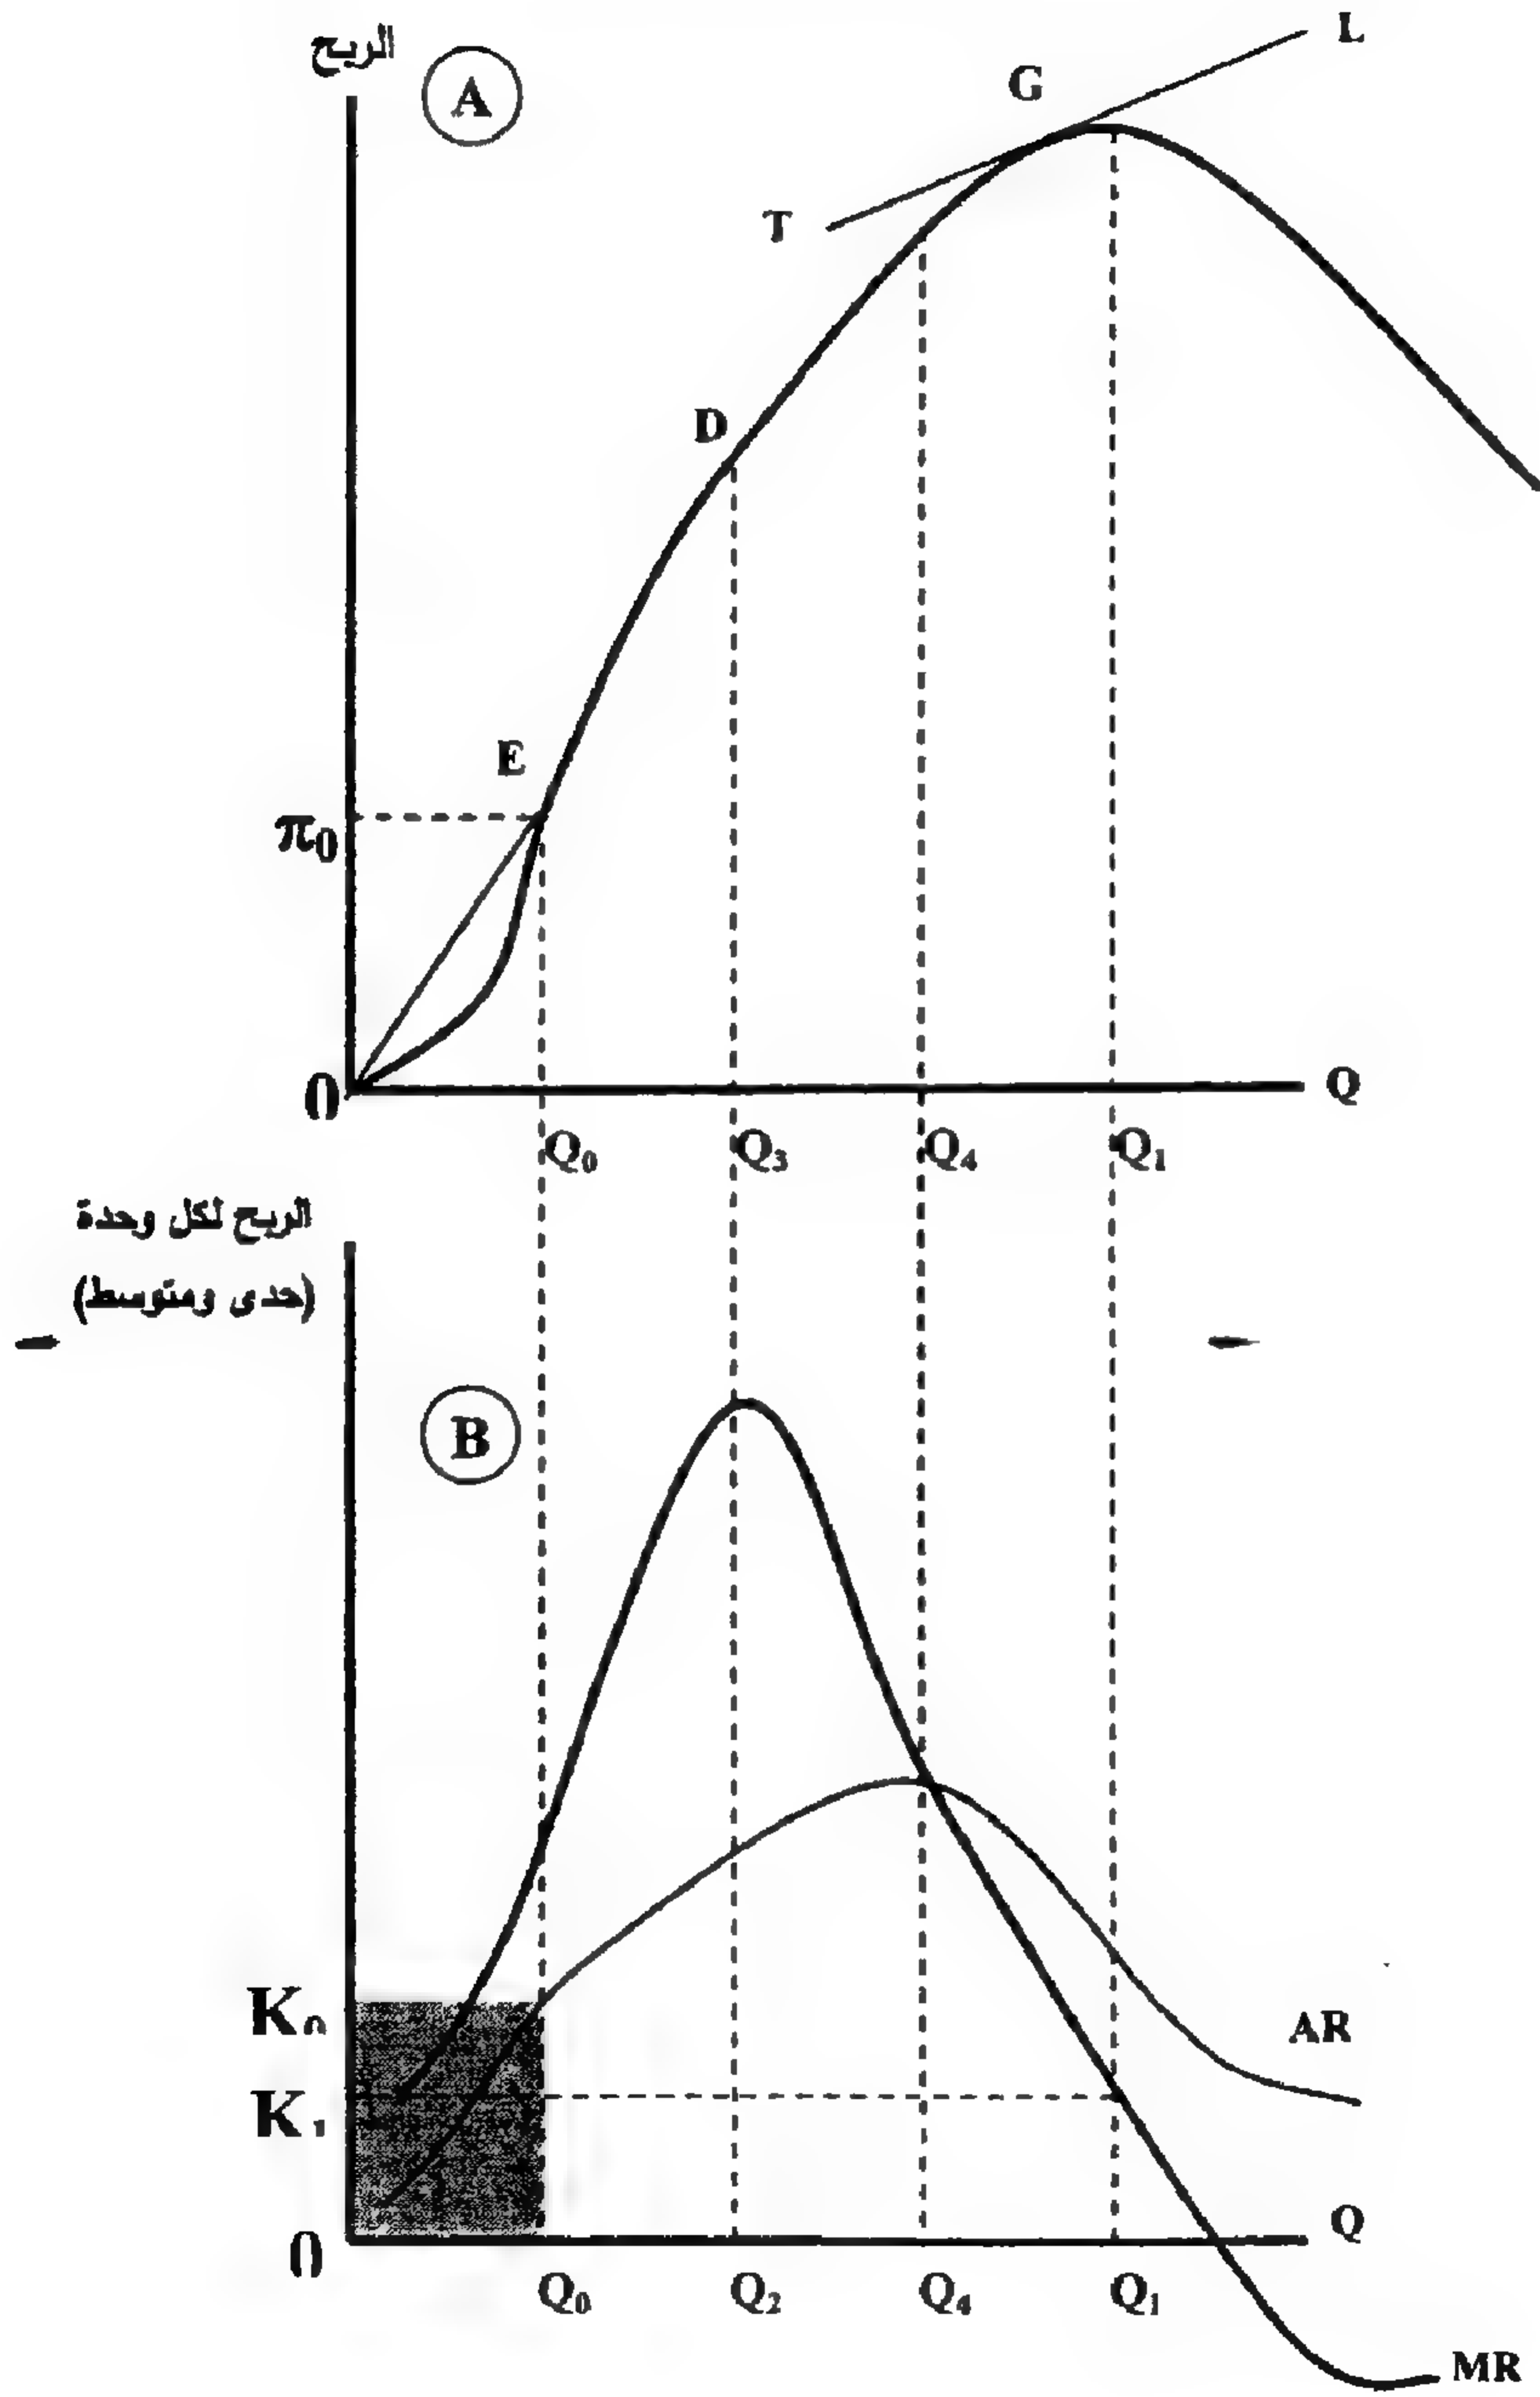 الربح
A
L
G
T
D
E
π0
0
Q
Q0 Q3 Q4 Q1
الربح لكل وحدة
(حدى ومتوسط)
B
K0
K1
AR
0
Q
Q0 Q2 Q4 Q1
MR